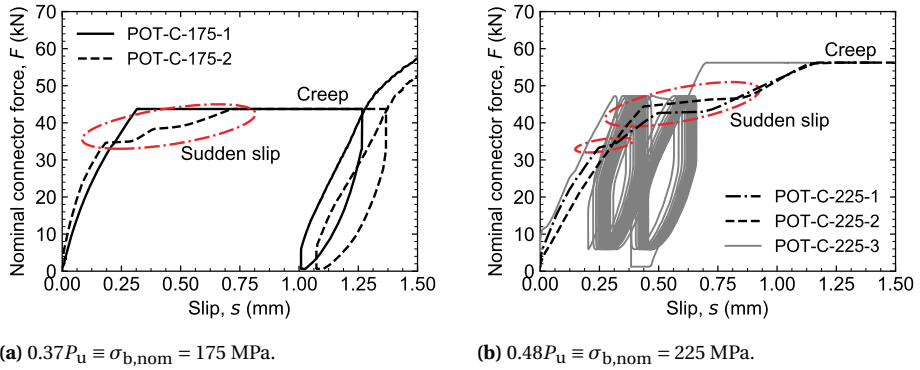 Nominal connector force, F (kN)
70
60
50
40
30
20
10
0
POT-C-175-1
POT-C-175-2
Creep
Sudden slip
0.00 0.25 0.50 0.75 1.00 1.25 1.50
Slip, s (mm)
(a) 0.37Pu ≡ σb,nom = 175 MPa.
Nominal connector force, F (kN)
70
60
50
40
30
20
10
0
Creep
Sudden slip
POT-C-225-1
POT-C-225-2
POT-C-225-3
0.00 0.25 0.50 0.75 1.00 1.25 1.50
Slip, s (mm)
(b) 0.48Pu ≡ σb,nom = 225 MPa.